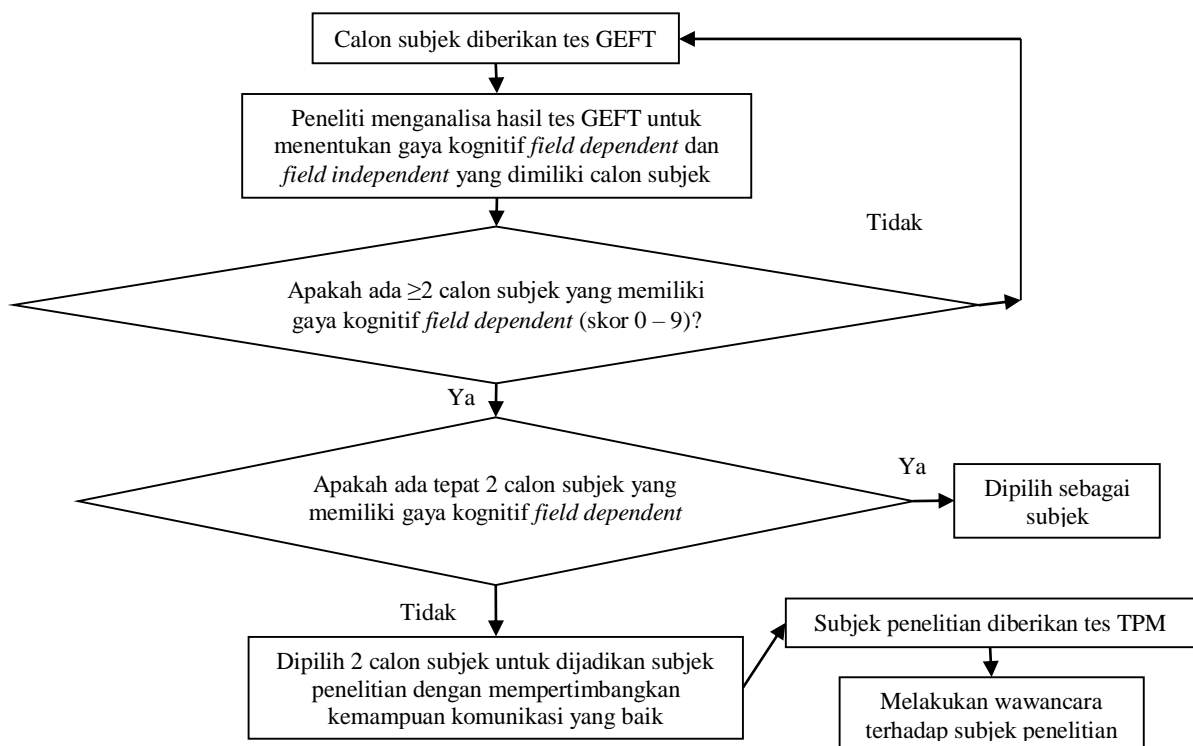 Calon subjek diberikan tes GEFT
Peneliti menganalisa hasil tes GEFT untuk
menentukan gaya kognitif field dependent dan
field independent yang dimiliki calon subjek
Tidak
Apakah ada ≥2 calon subjek yang memiliki
gaya kognitif field dependent (skor 0 – 9)?
Ya
Apakah ada tepat 2 calon subjek yang
memiliki gaya kognitif field dependent
Ya
Dipilih sebagai
subjek
Tidak
Dipilih 2 calon subjek untuk dijadikan subjek
penelitian dengan mempertimbangkan
kemampuan komunikasi yang baik
Subjek penelitian diberikan tes TPM
Melakukan wawancara
terhadap subjek penelitian